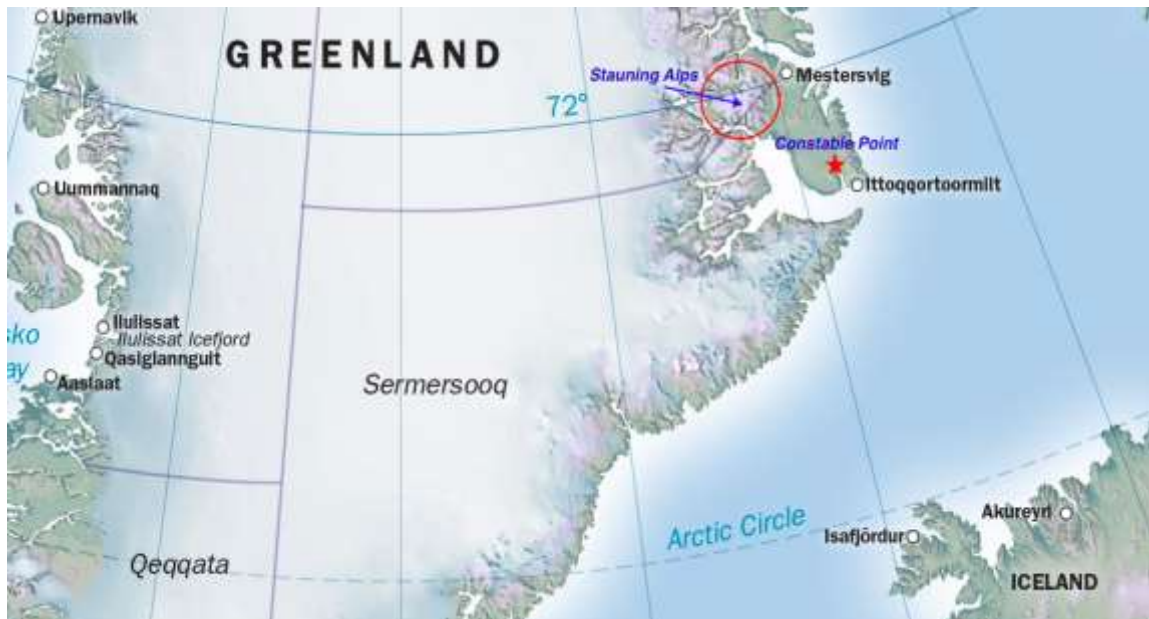 Upernavik
GREENLAND
Stauning Alps
Mestersvig
72°
Constable Point
Uummannaq
Ittoqqortoormiit
Ilulissat
sko
Ilulissat Icefjord
Qasigiannguit
ay
Aasiaat
Sermersooq
Arctic Circle
Akureyri
Isafjördur
Qeqqata
ICELAND